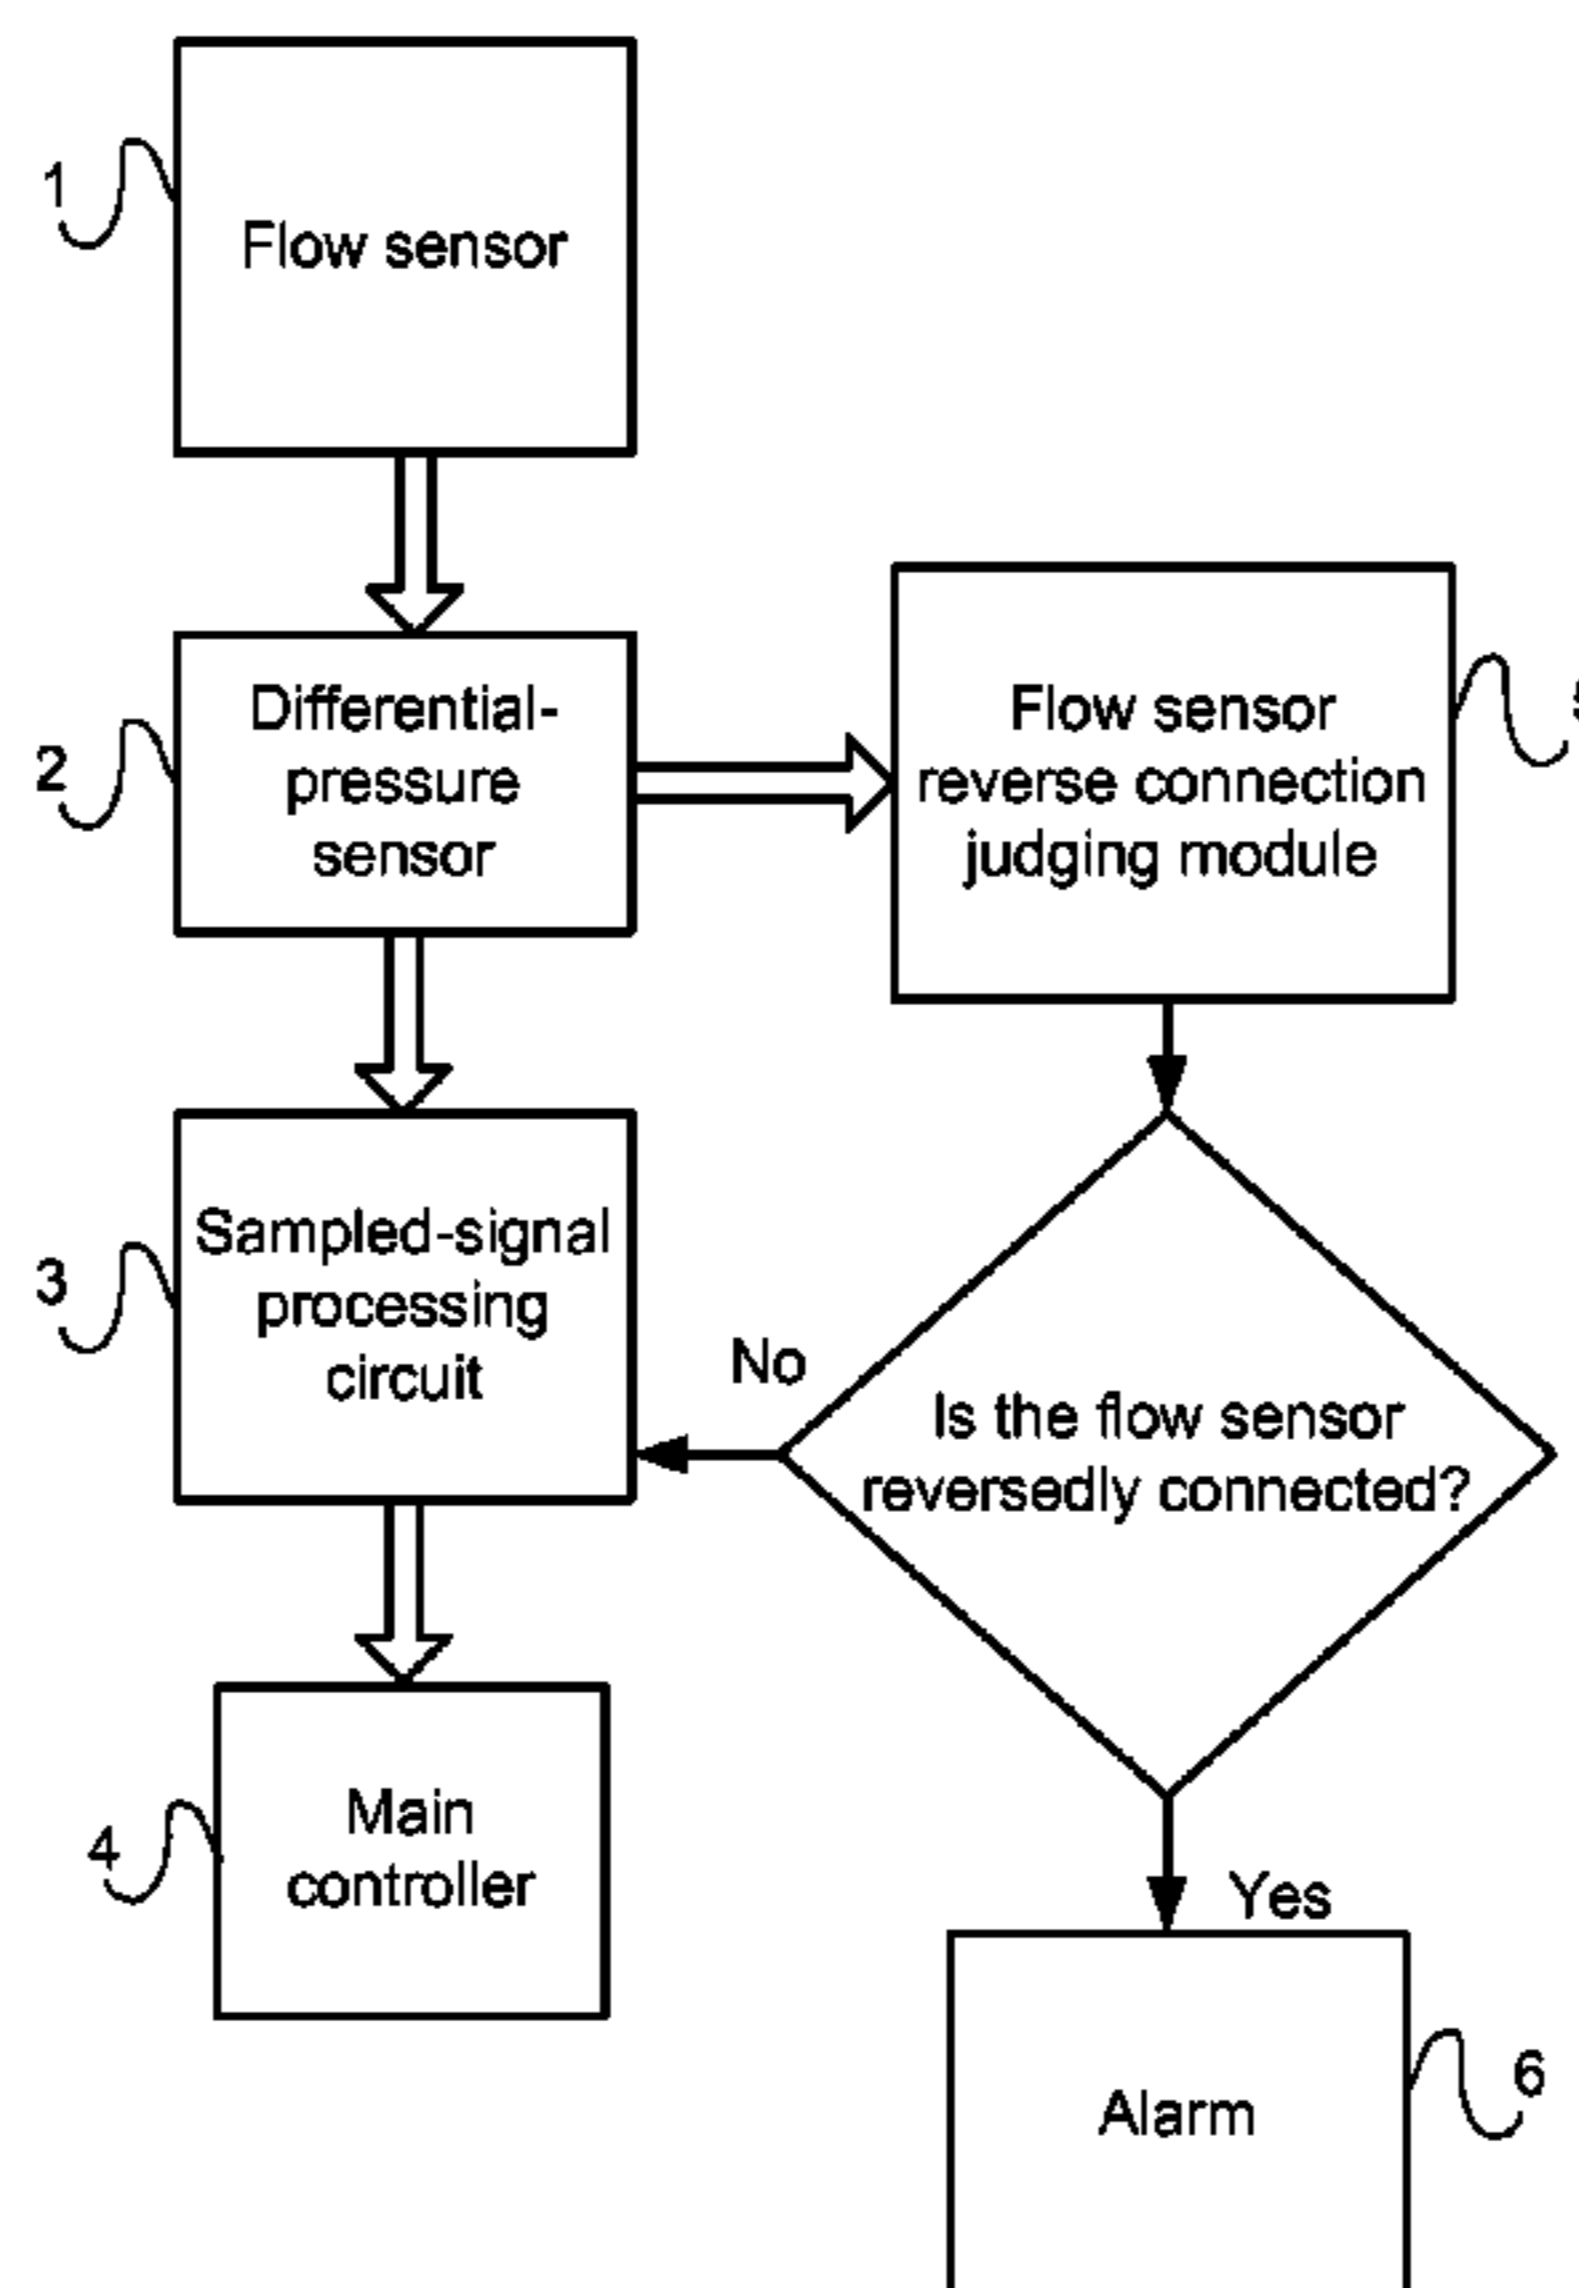 1
Flow sensor
2
Differential-
pressure
sensor
Flow sensor
reverse connection
judging module
3
Sampled-signal
processing
circuit
No
Is the flow sensor
reversedly connected?
4
Main
controller
Yes
Alarm
6